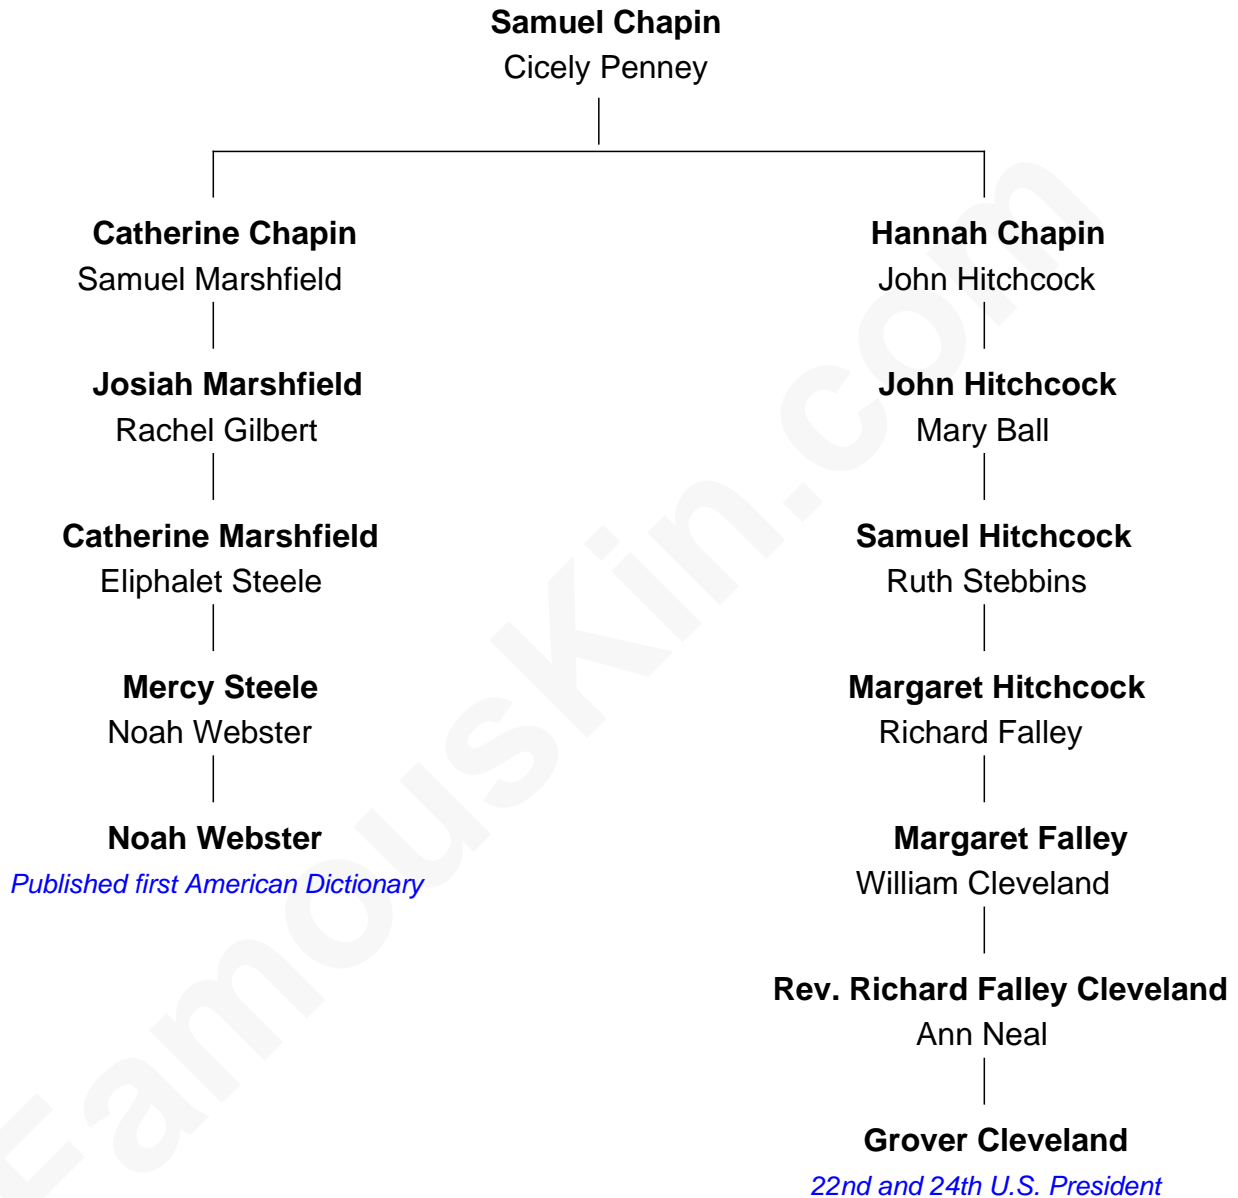 Samuel Chapin
Cicely Penney
Catherine Chapin
Samuel Marshfield
Josiah Marshfield
Rachel Gilbert
Catherine Marshfield
Eliphalet Steele
Mercy Steele
Noah Webster
Noah Webster
Published first American Dictionary
Hannah Chapin
John Hitchcock
John Hitchcock
Mary Ball
Samuel Hitchcock
Ruth Stebbins
Margaret Hitchcock
Richard Falley
Margaret Falley
William Cleveland
Rev. Richard Falley Cleveland
Ann Neal
Grover Cleveland
22nd and 24th U.S. President
FamousKin.com